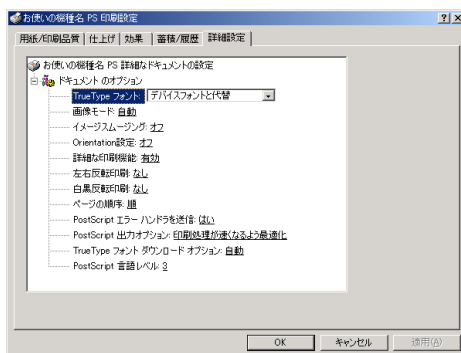 お使いの機種名 PS 印刷設定
用紙/印刷品質 仕上げ 効果 蓄積/履歴 詳細設定
お使いの機種名 PS 詳細なドキュメントの設定
ドキュメント のオプション
TrueType フォント: デバイスフォントと代替
画像モード: 自動
イメージスムージング: オフ
Orientation設定: オフ
詳細な印刷機能: 有効
左右反転印刷: なし
白黒反転印刷: なし
ページの順序: 順
PostScript エラー ハンドラを送信: はい
PostScript 出力オプション: 印刷処理が速くなるよう最適化
TrueType フォント ダウンロード オプション: 自動
PostScript 言語レベル: 3
OK キャンセル 適用(A)